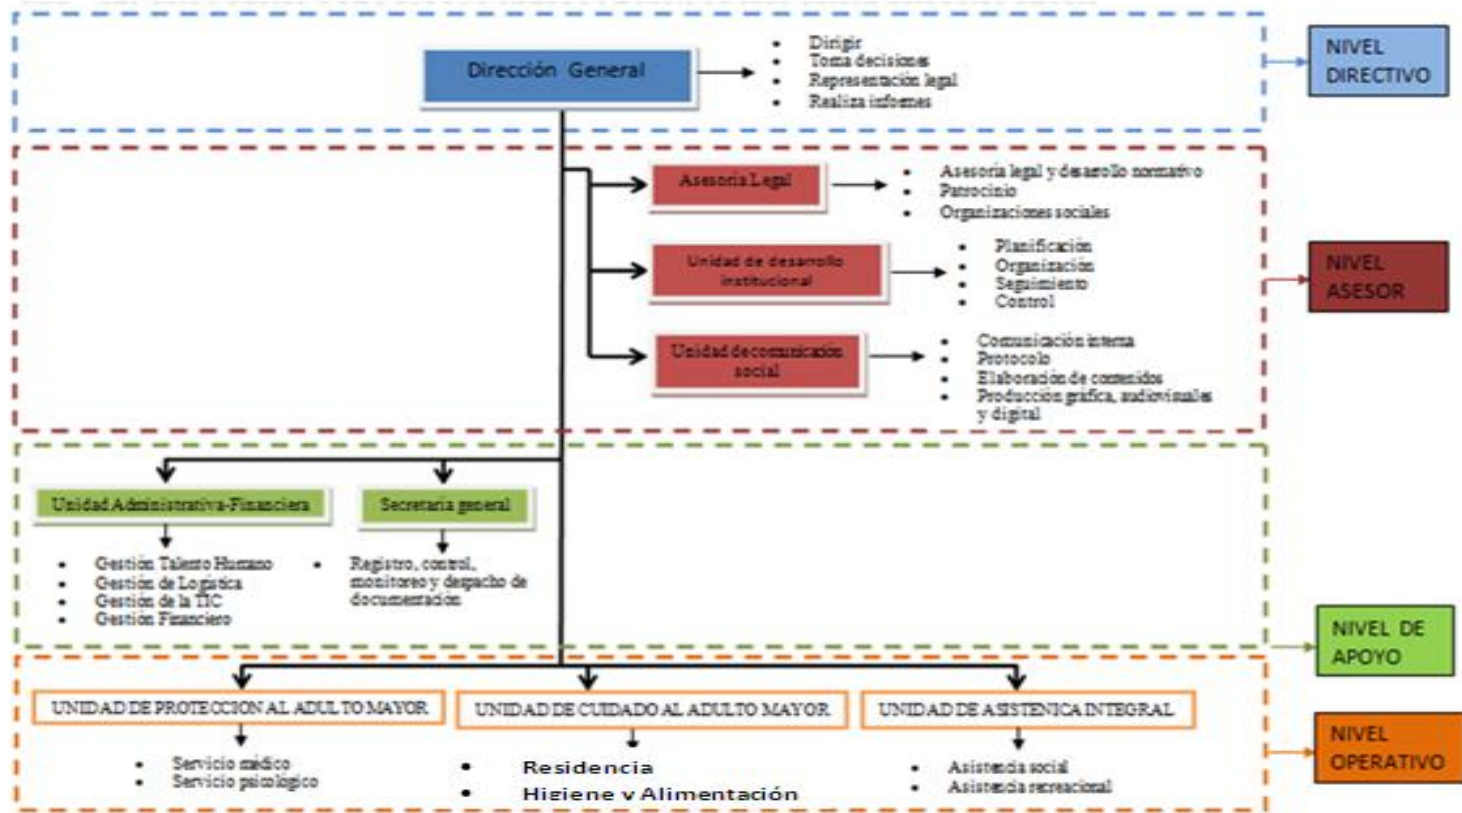 Dirección General
Dirigir
Toma decisiones
Representación legal
Realiza informes
NIVEL
DIRECTIVO
Asesoría Legal
Asesoría legal y desarrollo normativo
Patrocinio
Organizaciones sociales
Unidad de desarrollo
institucional
Planificación
Organización
Seguimiento
Control
NIVEL
ASESOR
Unidad de comunicación
social
Comunicación interna
Protocolo
Elaboración de contenidos
Producción gráfica, audiovisuales
y digital
Unidad Administrativa-Financiera
Gestión Talento Humano
Gestión de Logística
Gestión de la TIC
Gestión Financiero
Secretaría general
Registro, control,
monitoreo y despacho de
documentación
NIVEL DE
APOYO
UNIDAD DE PROTECCION AL ADULTO MAYOR
Servicio médico
Servicio psicológico
UNIDAD DE CUIDADO AL ADULTO MAYOR
Residencia
Higiene y Alimentación
UNIDAD DE ASISTENICA INTEGRAL
Asistencia social
Asistencia recreacional
NIVEL
OPERATIVO